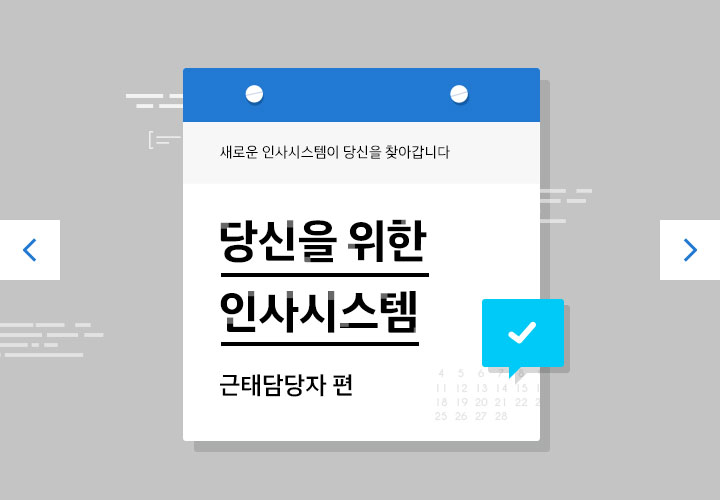 새로운 인사시스템이 당신을 찾아갑니다
당신을 위한
인사시스템
근태담당자 편
4 5 6 7 8
11 12 13 14 15 1
18 19 20 21 22 2
25 26 27 28